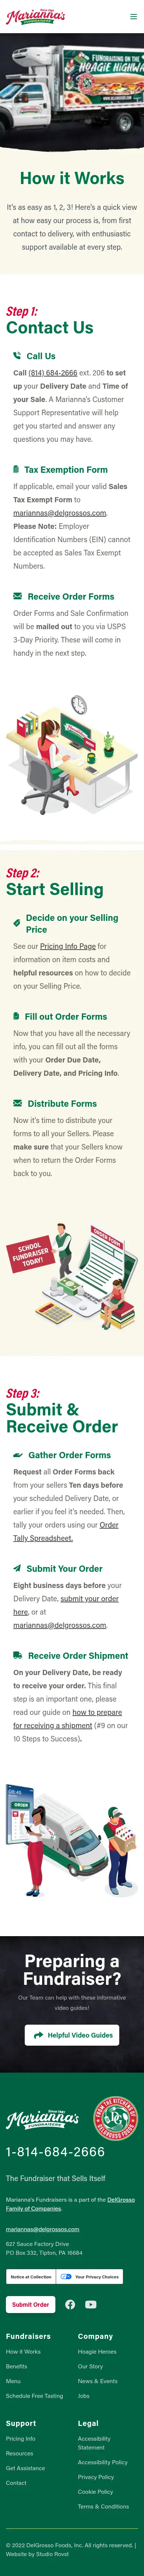 Since 1966
Marianna's
FUNDRAISERS
FUNDRAISING ON THE
HOAGIE HIGHWAY
How it Works
It's as easy as 1, 2, 3! Here's a quick view
at how easy our process is, from first
contact to delivery, with enthusiastic
support available at every step.
Step 1:
Contact Us
Call Us
Call (814) 684-2666 ext. 206 to set
up your Delivery Date and Time of
your Sale. A Marianna's Customer
Support Representative will help
get you started and answer any
questions you may have.
Tax Exemption Form
If applicable, email your valid Sales
Tax Exempt Form to
mariannas@delgrossos.com.
Please Note: Employer
Identification Numbers (EIN) cannot
be accepted as Sales Tax Exempt
Numbers.
Receive Order Forms
Order Forms and Sale Confirmation
will be mailed out to you via USPS
3-Day Priority. These will come in
handy in the next step.
Step 2:
Start Selling
Decide on your Selling
Price
See our Pricing Info Page for
information on item costs and
helpful resources on how to decide
on your Selling Price.
Fill out Order Forms
Now that you have all the necessary
info, you can fill out all the forms
with your Order Due Date,
Delivery Date, and Pricing Info.
Distribute Forms
Now it's time to distribute your
forms to all your Sellers. Please
make sure that your Sellers know
when to return the Order Forms
back to you.
SCHOOL
FUNDRAISER
TODAY!
ORDER FORM
Step 3:
Submit &
Receive Order
Gather Order Forms
Request all Order Forms back
from your sellers Ten days before
your scheduled Delivery Date, or
earlier if you feel it's needed. Then,
tally your orders using our Order
Tally Spreadsheet.
Submit Your Order
Eight business days before your
Delivery Date, submit your order
here, or at
mariannas@delgrossos.com.
Receive Order Shipment
On your Delivery Date, be ready
to receive your order. This final
step is an important one, please
read our guide on how to prepare
for receiving a shipment (#9 on our
10 Steps to Success).
Preparing a
Fundraiser?
Our Team can help with these informative
video guides!
Helpful Video Guides
Since 1966
Marianna's
FUNDRAISERS
FROM THE KITCHENS OF THE
DelGrosso
FAMILY
1-814-684-2666
The Fundraiser that Sells Itself
Marianna's Fundraisers is a part of the DelGrosso
Family of Companies.
mariannas@delgrossos.com
627 Sauce Factory Drive
PO Box 332, Tipton, PA 16684
Notice at Collection
Your Privacy Choices
Submit Order
Fundraisers
How it Works
Benefits
Menu
Schedule Free Tasting
Company
Hoagie Heroes
Our Story
News & Events
Jobs
Support
Pricing Info
Resources
Get Assistance
Contact
Legal
Accessibility
Statement
Accessibility Policy
Privacy Policy
Cookie Policy
Terms & Conditions
© 2022 DelGrosso Foods, Inc. All rights reserved. |
Website by Studio Rovot